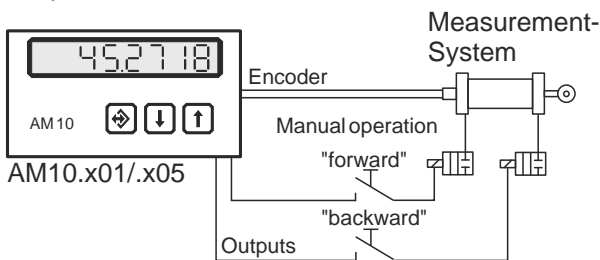 Measurement-
System
45.2718
Encoder
AM 10
Manual operation
"forward"
AM10.x01/.x05
"backward"
Outputs